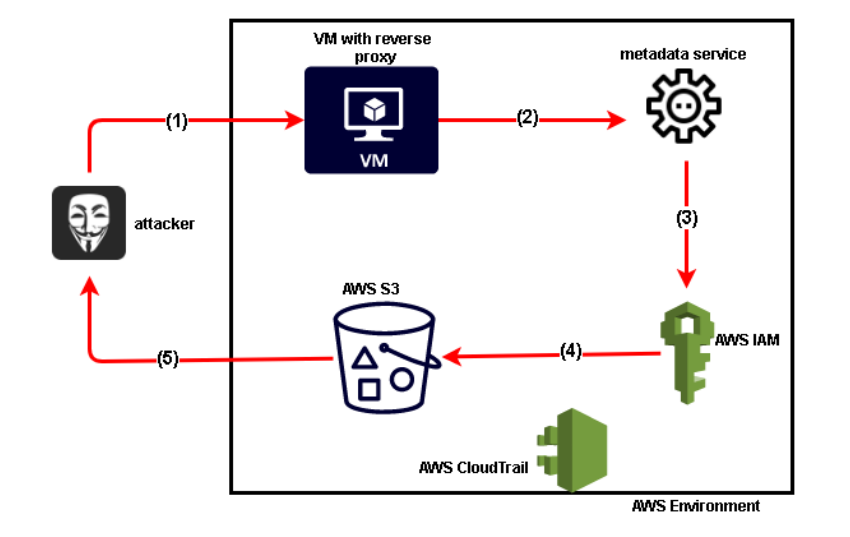 VM with reverse
proxy
metadata service
(1)
(2)
VM
(3)
attacker
AWS S3
AWS IAM
(4)
(5)
AWS CloudTrail
AWS Environment